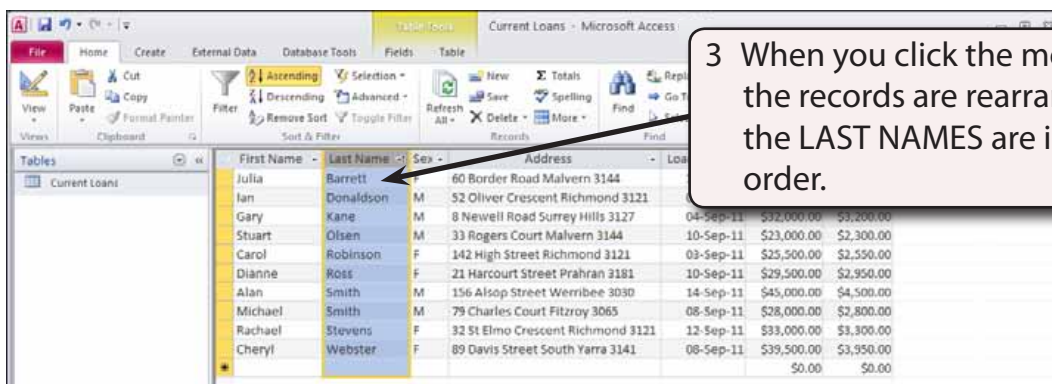 Table Tools Current Loans - Microsoft Access
File Home Create External Data Database Tools Fields Table
View Paste Cut Copy Format Painter Filter Ascending Descending Remove Sort Selection Advanced Toggle Filter Refresh All New Save Delete Totals Spelling More Find
Views Clipboard Sort & Filter Records Find
3 When you click the
the records are
the LAST NAMES are
order.
Tables
Current Loans
First Name Last Name Sex Address
Julia Barrett F 60 Border Road Malvern 3144
Ian Donaldson M 52 Oliver Crescent Richmond 3121
Gary Kane M 8 Newell Road Surrey Hills 3127 04-Sep-11 $32,000.00 $3,200.00
Stuart Olsen M 33 Rogers Court Malvern 3144 10-Sep-11 $23,000.00 $2,300.00
Carol Robinson F 142 High Street Richmond 3121 03-Sep-11 $25,500.00 $2,550.00
Dianne Ross F 21 Harcourt Street Prahran 3181 10-Sep-11 $29,500.00 $2,950.00
Alan Smith M 156 Alsop Street Werribee 3030 14-Sep-11 $45,000.00 $4,500.00
Michael Smith M 79 Charles Court Fitzroy 3065 08-Sep-11 $28,000.00 $2,800.00
Rachael Stevens F 32 St Elmo Crescent Richmond 3121 12-Sep-11 $33,000.00 $3,300.00
Cheryl Webster F 89 Davis Street South Yarra 3141 08-Sep-11 $39,500.00 $3,950.00
$0.00 $0.00